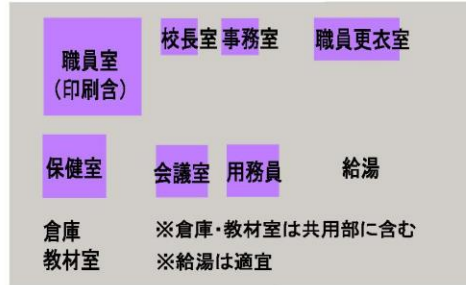 職員室
（印刷含）
校長室
事務室
職員更衣室
保健室
会議室
用務員
給湯
倉庫
教材室
※倉庫・教材室は共用部に含む
※給湯は適宜